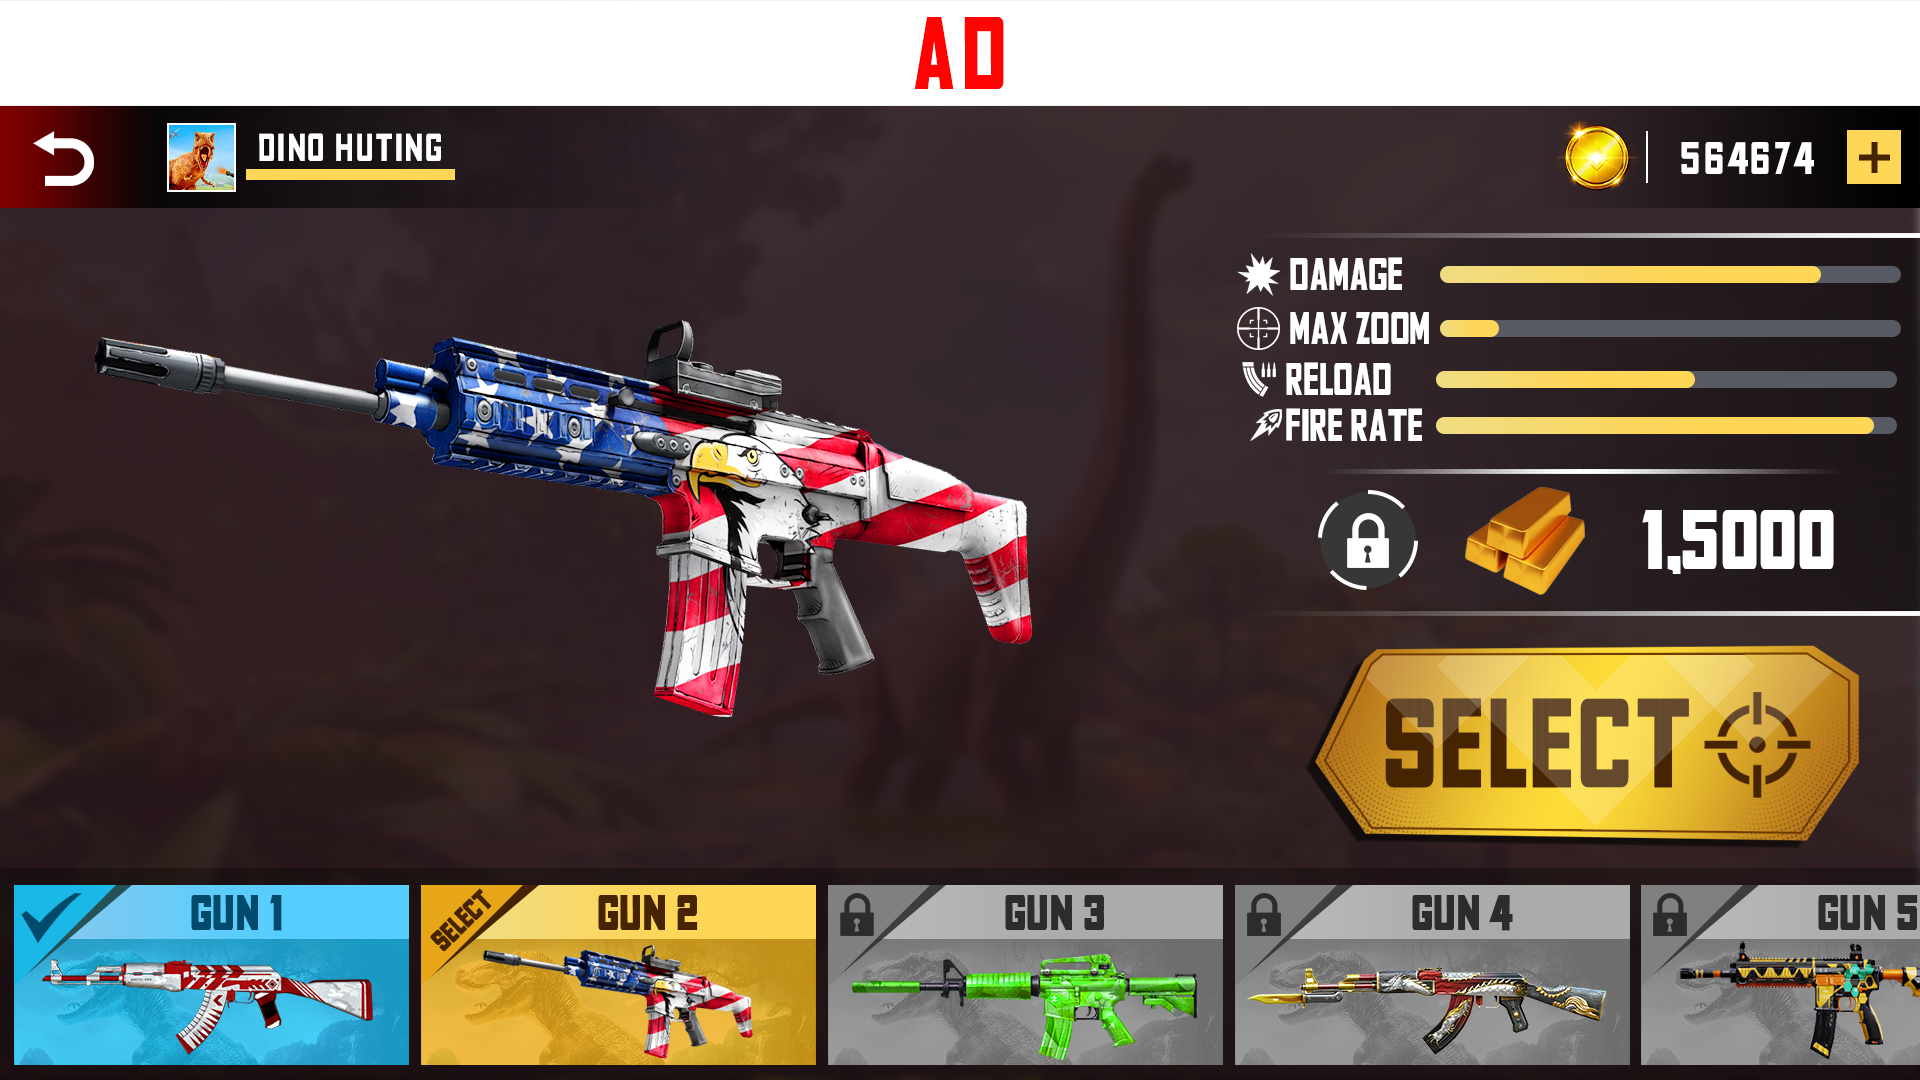 AD
DINO HUTING
564674
DAMAGE
MAX ZOOM
RELOAD
FIRE RATE
1,5000
SELECT
GUN 1
SELECT
GUN 2
GUN 3
GUN 4
GUN 5